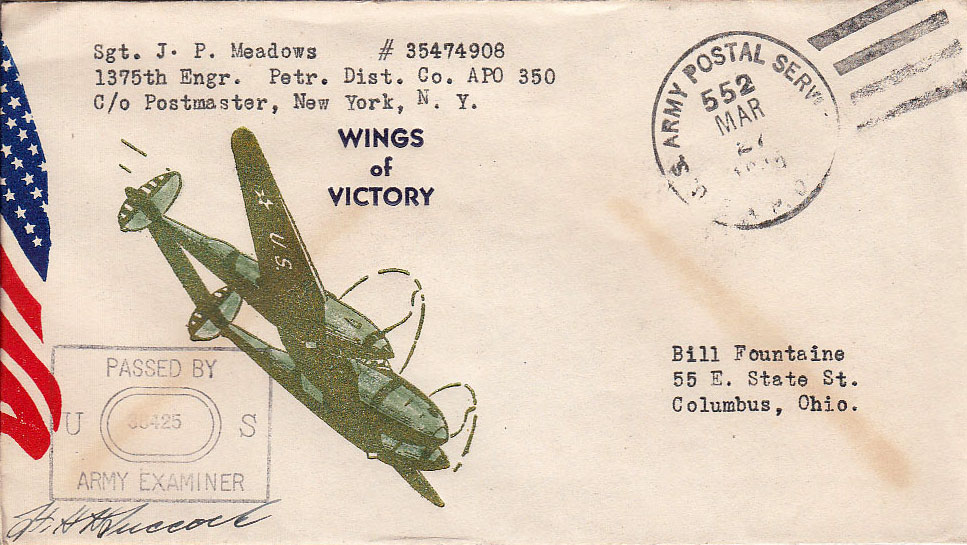 Sgt. J. P. Meadows # 35474908
1375th Engr. Petr. Dist. Co. APO 350
C/o Postmaster, New York, N. Y.
WINGS
of
VICTORY
U.S.
U.S. ARMY POSTAL SERV.
552
MAR
Bill Fountaine
55 E. State St.
Columbus, Ohio.
PASSED BY
U S
ARMY EXAMINER